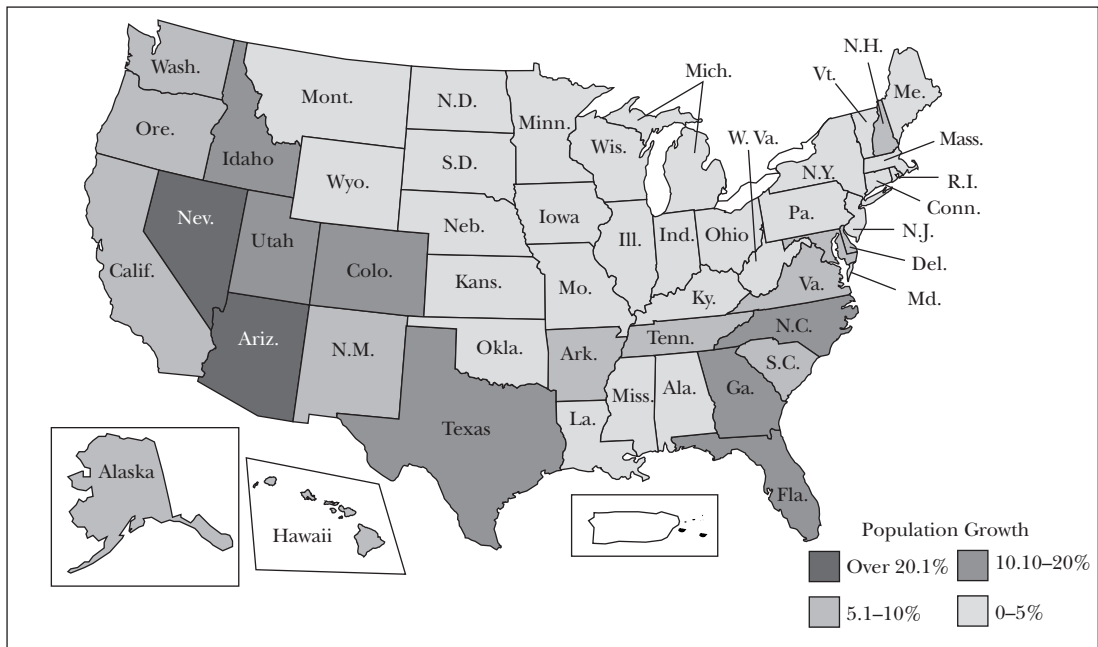 N.H.
Vt.
Me.
Mich.
Wash.
Mont.
N.D.
Minn.
Ore.
Idaho
Wis.
W. Va.
Mass.
S.D.
Wyo.
N.Y.
R.I.
Conn.
Nev.
Iowa
Pa.
Neb.
N.J.
Utah
Ill.
Ind.
Ohio
Calif.
Colo.
Del.
Kans.
Mo.
Va.
Md.
Ky.
Ariz.
N.M.
Okla.
Ark.
Tenn.
N.C.
S.C.
Miss.
Ala.
Ga.
La.
Texas
Alaska
Fla.
Hawaii
Population Growth
Over 20.1%
10.10–20%
5.1–10%
0–5%